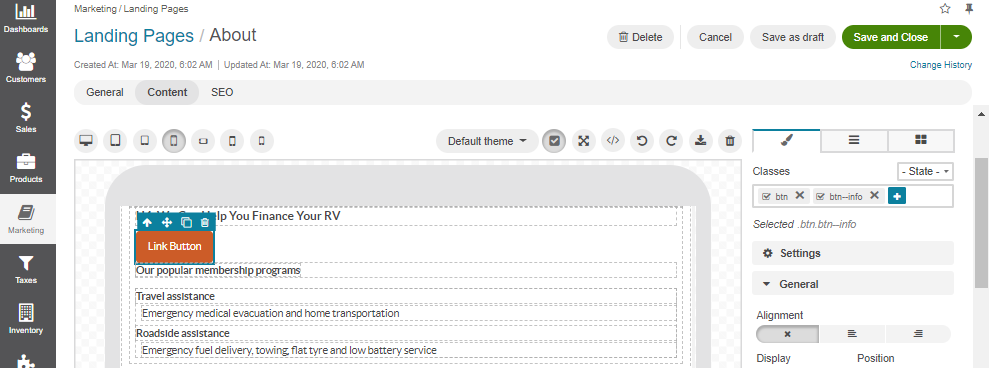 Dashboards
Customers
Sales
Products
Marketing
Taxes
Inventory
Marketing / Landing Pages
Landing Pages / About
Delete
Cancel
Save as draft
Save and Close
Created At: Mar 19, 2020, 6:02 AM | Updated At: Mar 19, 2020, 6:02 AM
Change History
General
Content
SEO
Default theme
Help You Finance Your RV
Link Button
Our popular membership programs
Travel assistance
Emergency medical evacuation and home transportation
Roadside assistance
Emergency fuel delivery, towing, flat tyre and low battery service
Classes
- State -
btn
btn--info
Selected .btn.btn--info
Settings
General
Alignment
Display
Position